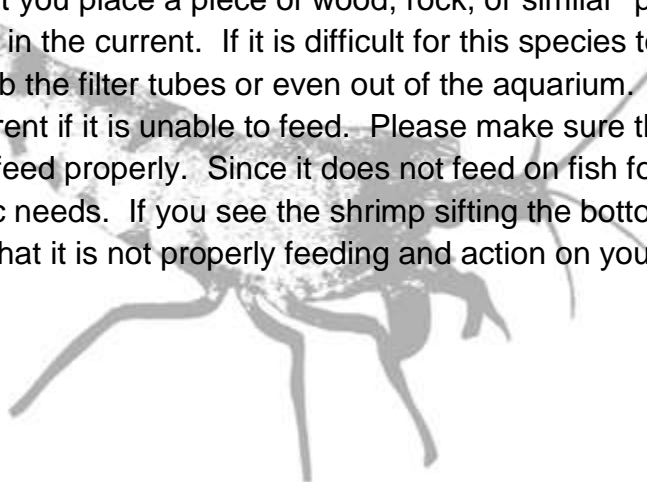 you place a piece of wood, rock, or similar "p
in the current.  If it is difficult for this species to
b the filter tubes or even out of the aquarium.
rent if it is unable to feed.  Please make sure th
feed properly.  Since it does not feed on fish fo
c needs.  If you see the shrimp sifting the botto
hat it is not properly feeding and action on you